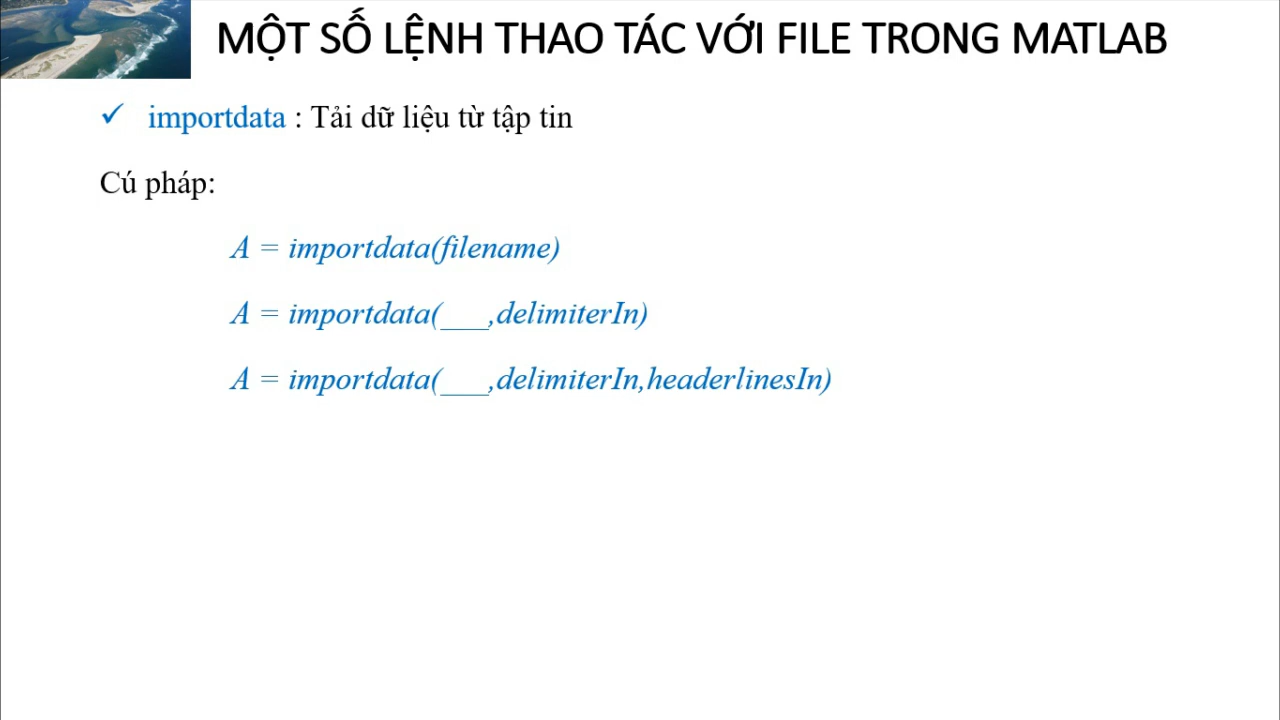 MỘT SỐ LỆNH THAO TÁC VỚI FILE TRONG MATLAB
✓ importdata : Tải dữ liệu từ tập tin
Cú pháp:
A = importdata(filename)
A = importdata(___,delimiterIn)
A = importdata(___,delimiterIn,headerlinesIn)